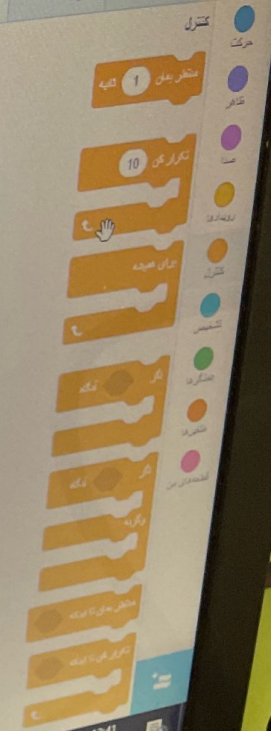 کنترل
حرکت
ظاهر
صدا
رویدادها
کنترل
تشخیص
عملگرها
متغیرها
قطعه‌های من
منتظر بمان 1 ثانیه
تکرار کن 10
برای همیشه
اگر آنگاه
اگر آنگاه
وگرنه
منتظر بمان تا اینکه
تکرار کن تا اینکه